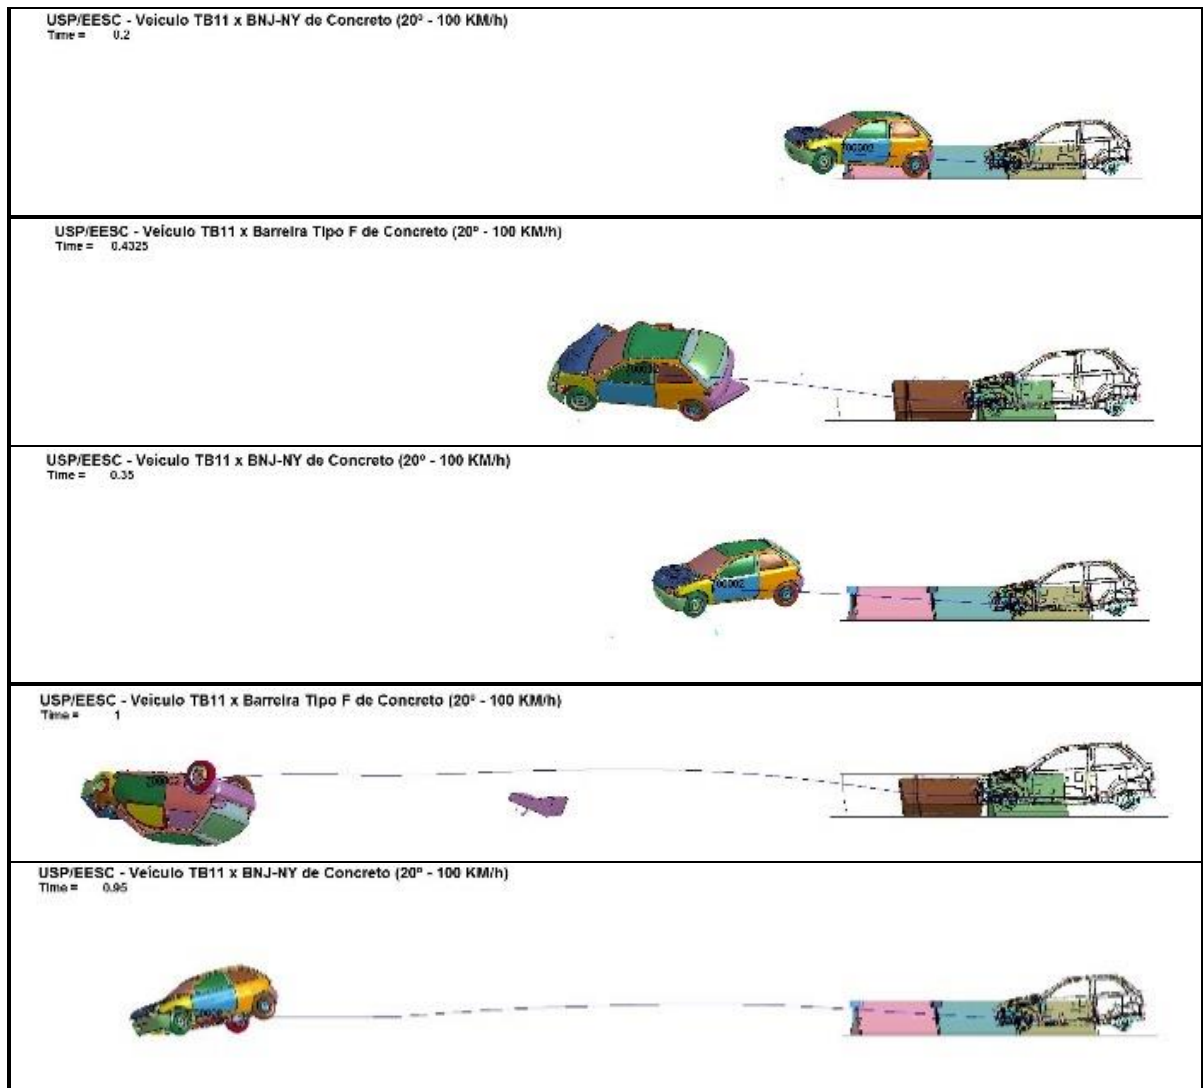 USP/EESC - Veiculo TB11 x BNJ-NY de Concreto (20º - 100 KM/h)
Time = 0.2
USP/EESC - Veículo TB11 x Barreira Tipo F de Concreto (20º - 100 KM/h)
Time = 0.4325
USP/EESC - Veiculo TB11 x BNJ-NY de Concreto (20º - 100 KM/h)
Time = 0.35
USP/EESC - Veiculo TB11 x Barreira Tipo F de Concreto (20º - 100 KM/h)
Time = 1
USP/EESC - Veículo TB11 x BNJ-NY de Concreto (20º - 100 KM/h)
Time = 0.95